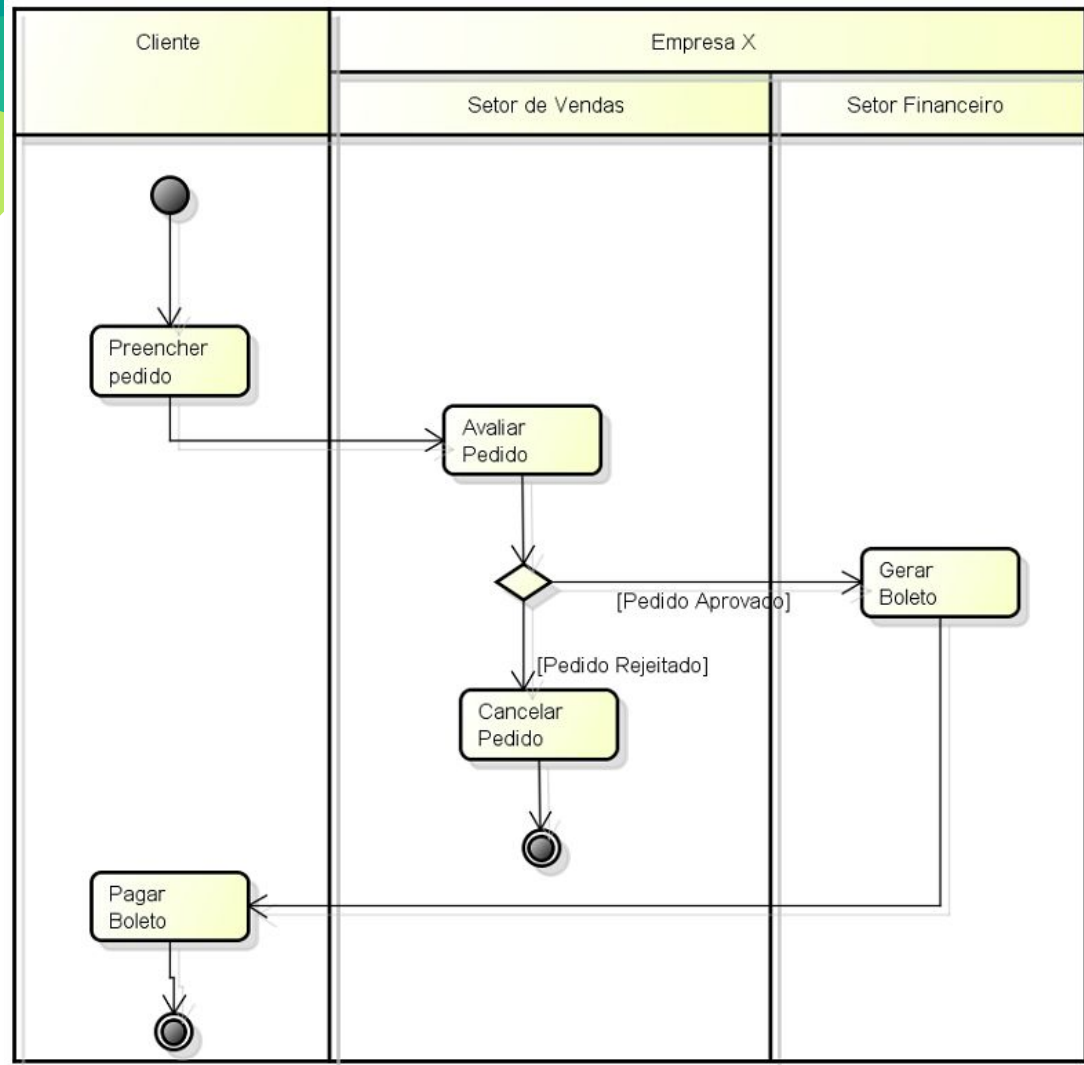 Cliente
Empresa X
Setor de Vendas
Setor Financeiro
Preencher
pedido
Avaliar
Pedido
[Pedido Aprovado]
Gerar
Boleto
[Pedido Rejeitado]
Cancelar
Pedido
Pagar
Boleto